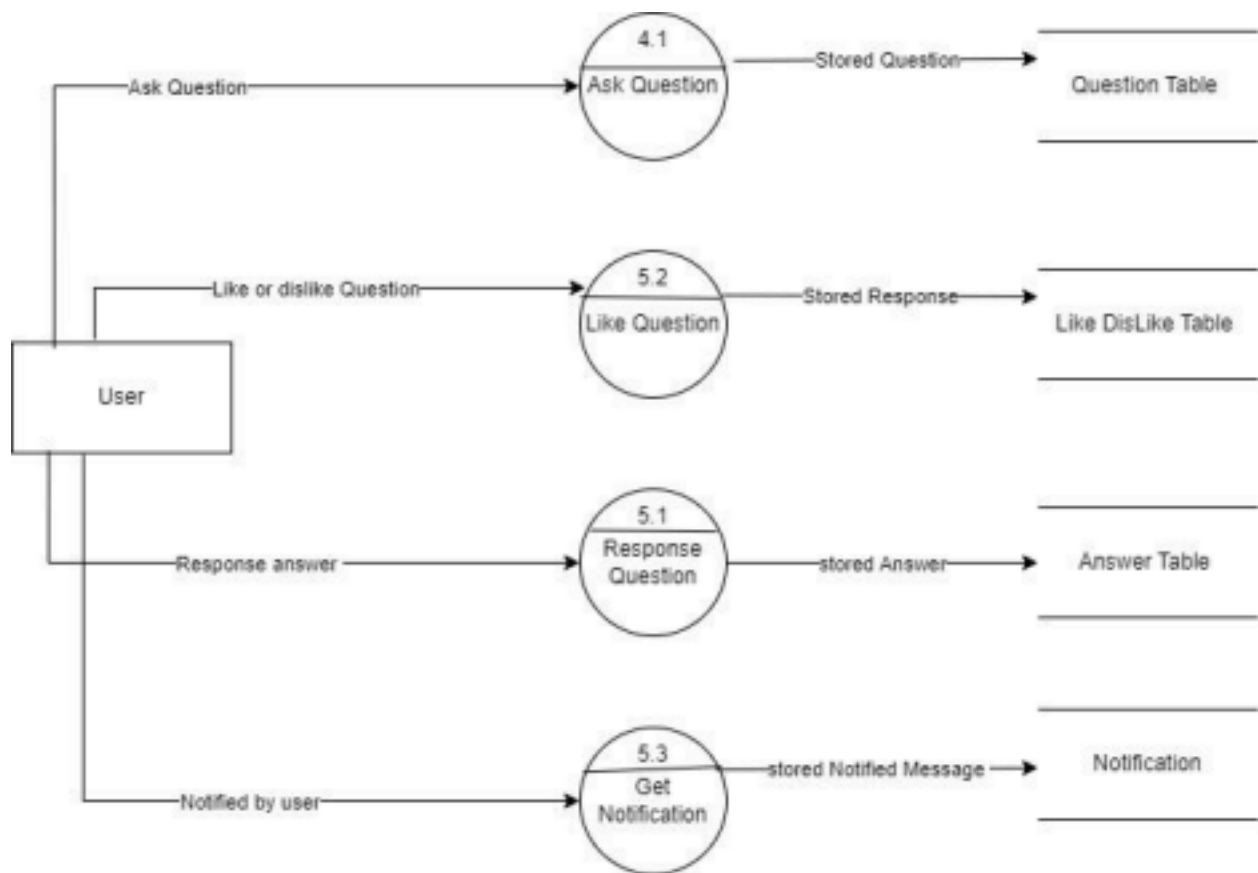 4.1
Ask Question
Ask Question
Stored Question
Question Table
5.2
Like or dislike Question
Like Question
Stored Response
Like DisLike Table
User
5.1
Response answer
Response
Question
stored Answer
Answer Table
5.3
Notified by user
Get
Notification
stored Notified Message
Notification